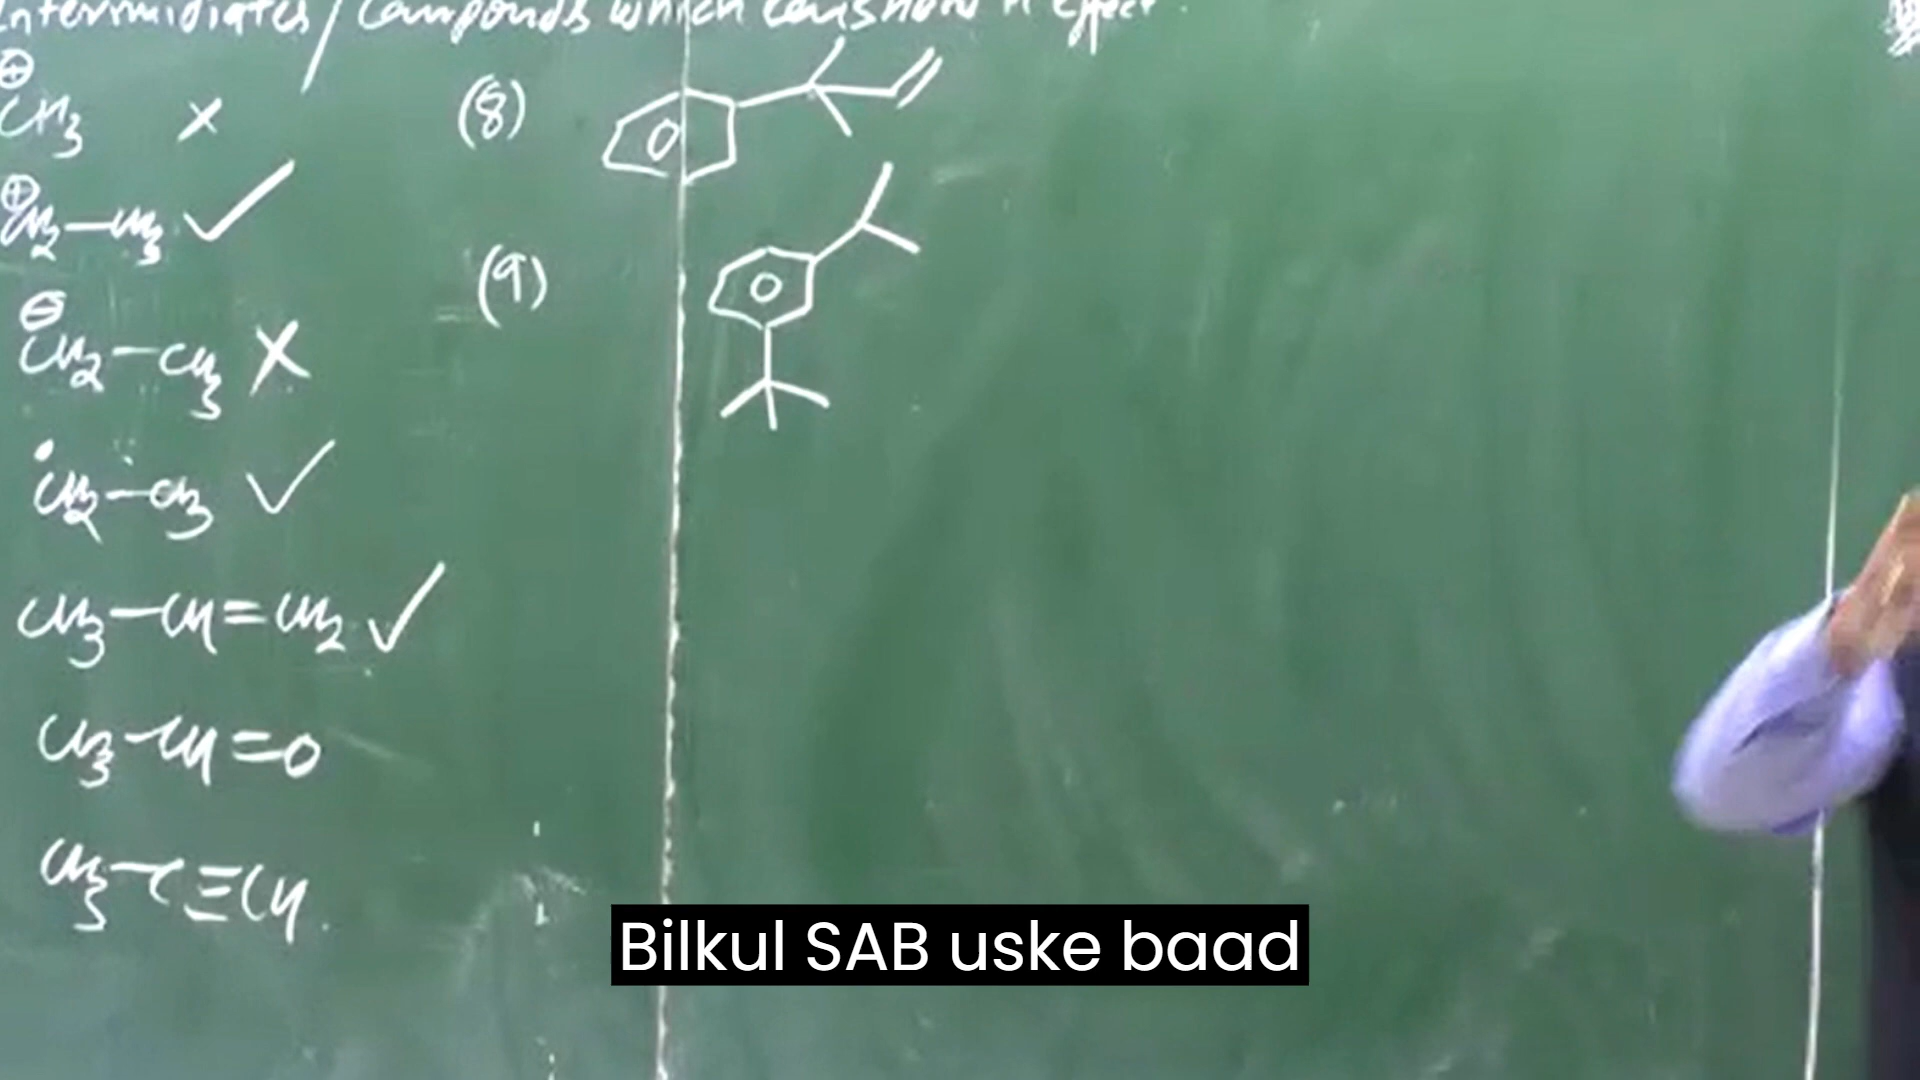 Intermidiates / Compounds which can show H effect.
⊕
CH3 ×
⊕
CH2-CH3 ✓
⊖
CH2-CH3 ×
•
CH2-CH3 ✓
CH3-CH=CH2 ✓
CH3-CH=O
CH3-C≡CH.
(8)
(9)
Bilkul SAB uske baad